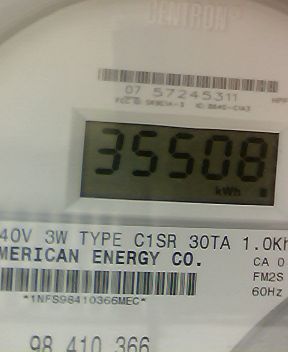 CENTRON®
07 57245311
35508
kWh
40V 3W TYPE C1SR 30TA 1.0Kh
MERICAN ENERGY CO.
CA 0
FM2S
60Hz
*1NFS98410366MEC*
98 410 366